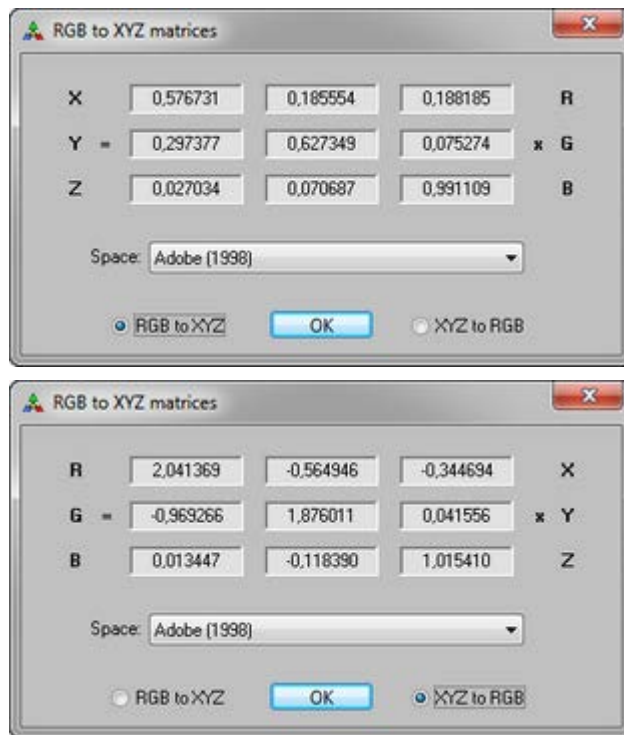 RGB to XYZ matrices
X 0,576731 0,185554 0,188185 R
Y = 0,297377 0,627349 0,075274 x G
Z 0,027034 0,070687 0,991109 B
Space: Adobe (1998)
RGB to XYZ OK XYZ to RGB
RGB to XYZ matrices
R 2,041369 -0,564946 -0,344694 X
G = -0,969266 1,876011 0,041556 x Y
B 0,013447 -0,118390 1,015410 Z
Space: Adobe (1998)
RGB to XYZ OK XYZ to RGB